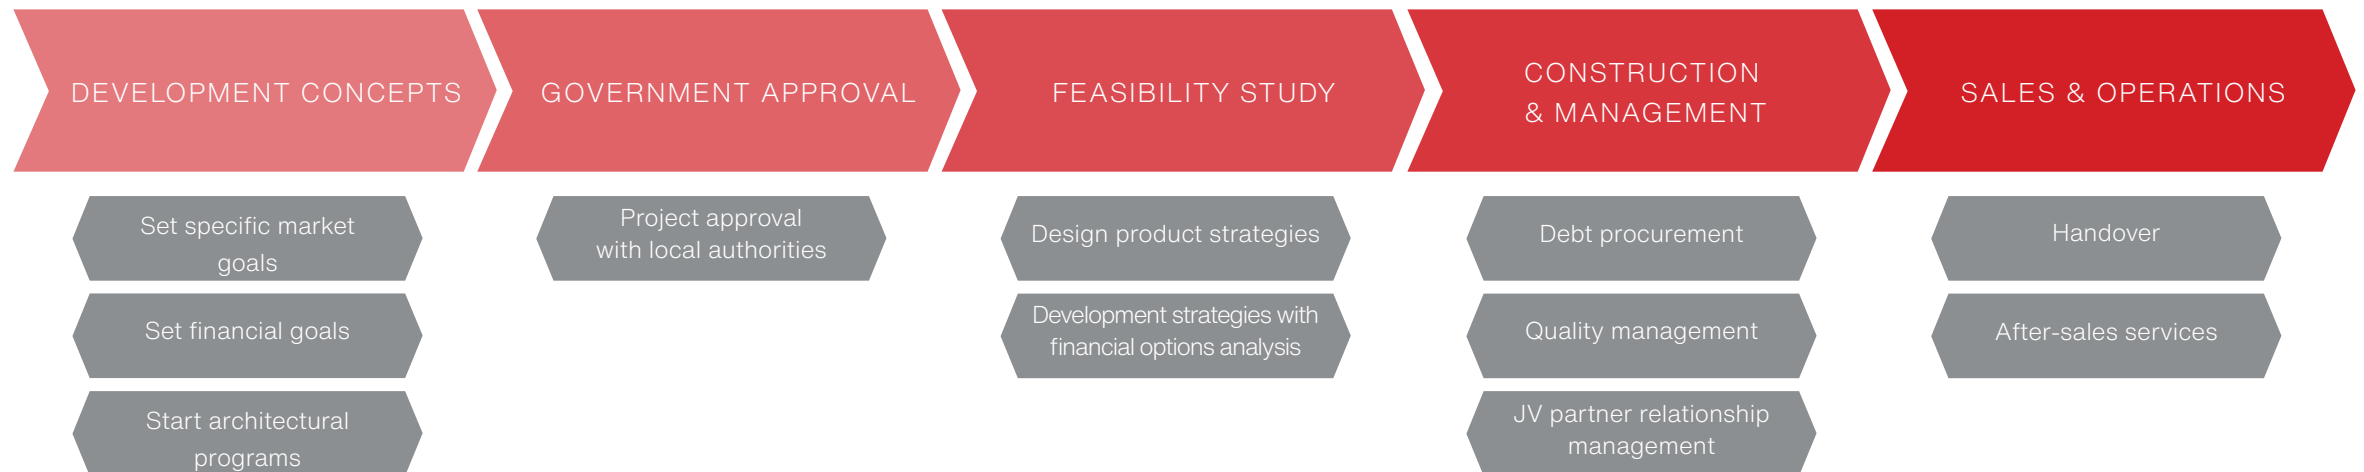 DEVELOPMENT CONCEPTS
GOVERNMENT APPROVAL
FEASIBILITY STUDY
CONSTRUCTION
& MANAGEMENT
SALES & OPERATIONS
Set specific market
goals
Set financial goals
Start architectural
programs
Project approval
with local authorities
Design product strategies
Development strategies with
financial options analysis
Debt procurement
Quality management
JV partner relationship
management
Handover
After-sales services